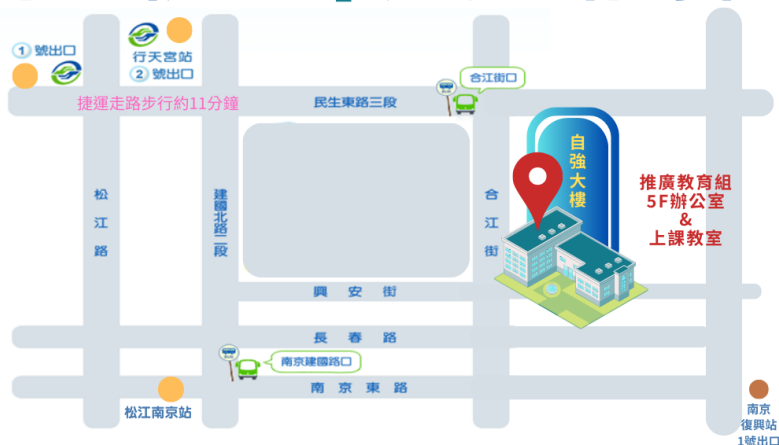 1 號出口
行天宮站
2 號出口
捷運走路步行約11分鐘
民生東路三段
合江街口
自強大樓
推廣教育組
5F辦公室
&
上課教室
松江路
建國北路二段
合江街
興安街
長春路
南京建國路口
南京東路
松江南京站
南京
復興站
1號出口